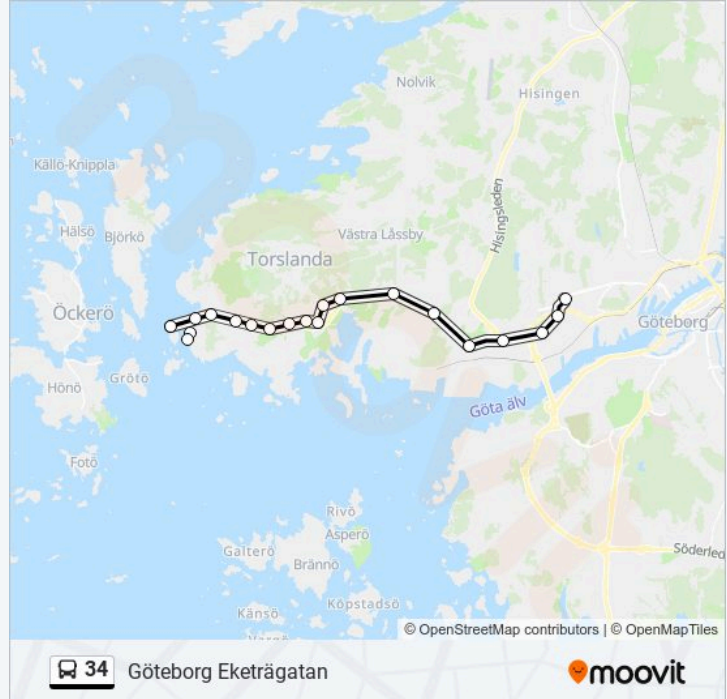 Nolvik
Hisingen
Källö-Knippla
Hisingsleden
Hälsö
Björkö
Västra Låssby
Torslanda
Öckerö
Göteborg
Hönö
Grötö
Göta älv
Fotö
Rivö
Asperö
Galterö
Brännö
Söderled
Känsö
Köpstadsö
© OpenStreetMap contributors | © OpenMapTiles
34 Göteborg Eketrägatan
moovit